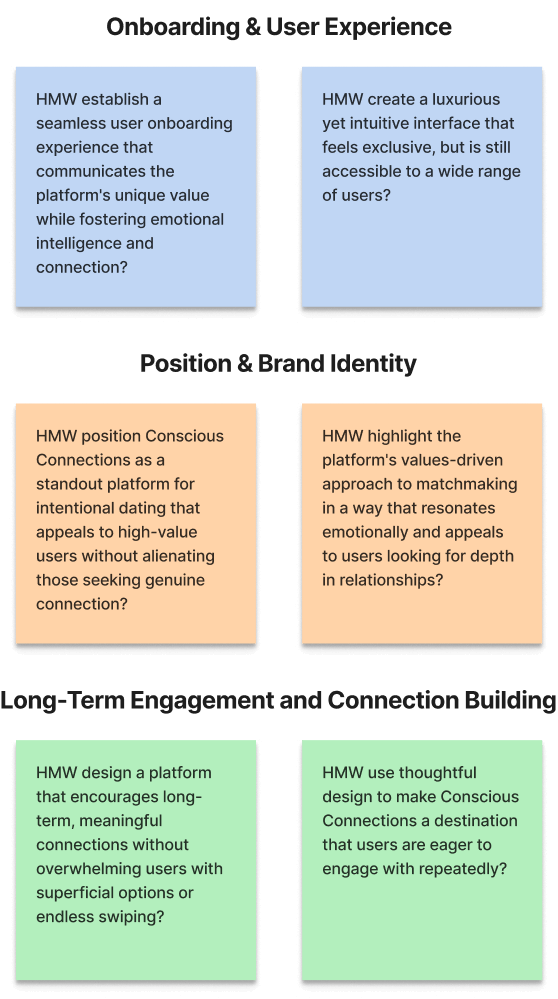 Onboarding & User Experience
HMW establish a
seamless user onboarding
experience that
communicates the
platform's unique value
while fostering emotional
intelligence and
connection?
HMW create a luxurious
yet intuitive interface that
feels exclusive, but is still
accessible to a wide range
of users?
Position & Brand Identity
HMW position Conscious
Connections as a
standout platform for
intentional dating that
appeals to high-value
users without alienating
those seeking genuine
connection?
HMW highlight the
platform's values-driven
approach to matchmaking
in a way that resonates
emotionally and appeals
to users looking for depth
in relationships?
Long-Term Engagement and Connection Building
HMW design a platform
that encourages long-
term, meaningful
connections without
overwhelming users with
superficial options or
endless swiping?
HMW use thoughtful
design to make Conscious
Connections a destination
that users are eager to
engage with repeatedly?